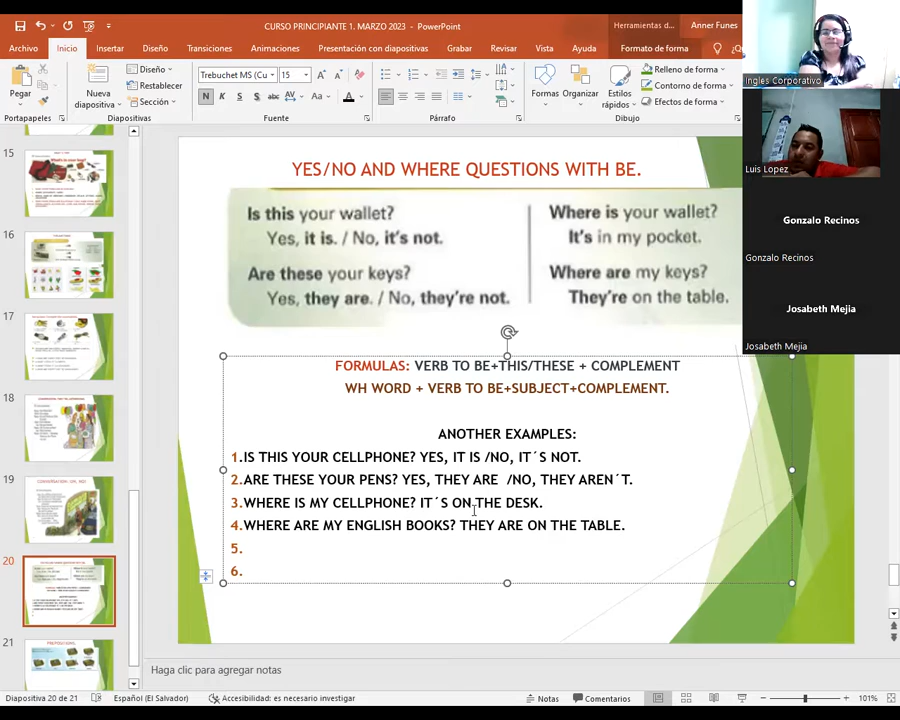 CURSO PRINCIPIANTE 1. MARZO 2023 - PowerPoint
Herramientas d...
Anner Funes
Archivo
Inicio
Insertar
Diseño
Transiciones
Animaciones
Presentación con diapositivas
Grabar
Revisar
Vista
Ayuda
Formato de forma
Pegar
Portapapeles
Nueva
diapositiva
Diseño
Restablecer
Sección
Diapositivas
Trebuchet MS (Cu
15
N K S S abc AV Aa A
Fuente
Párrafo
Formas
Organizar
Estilos
rápidos
Relleno de forma
Contorno de forma
Efectos de forma
Dibujo
Ingles Corporativo
Luis Lopez
Gonzalo Recinos
Gonzalo Recinos
Josabeth Mejia
Josabeth Mejia
15
16
17
18
19
20
21
YES/NO AND WHERE QUESTIONS WITH BE.
Is this your wallet?
Yes, it is. / No, it's not.
Are these your keys?
Yes, they are. / No, they're not.
Where is your wallet?
It's in my pocket.
Where are my keys?
They're on the table.
FORMULAS: VERB TO BE+THIS/THESE + COMPLEMENT
WH WORD + VERB TO BE+SUBJECT+COMPLEMENT.
ANOTHER EXAMPLES:
1.IS THIS YOUR CELLPHONE? YES, IT IS /NO, IT´S NOT.
2.ARE THESE YOUR PENS? YES, THEY ARE /NO, THEY AREN´T.
3.WHERE IS MY CELLPHONE? IT´S ON THE DESK.
4.WHERE ARE MY ENGLISH BOOKS? THEY ARE ON THE TABLE.
5.
6.
Haga clic para agregar notas
Diapositiva 20 de 21
Español (El Salvador)
Accesibilidad: es necesario investigar
Notas
Comentarios
101%